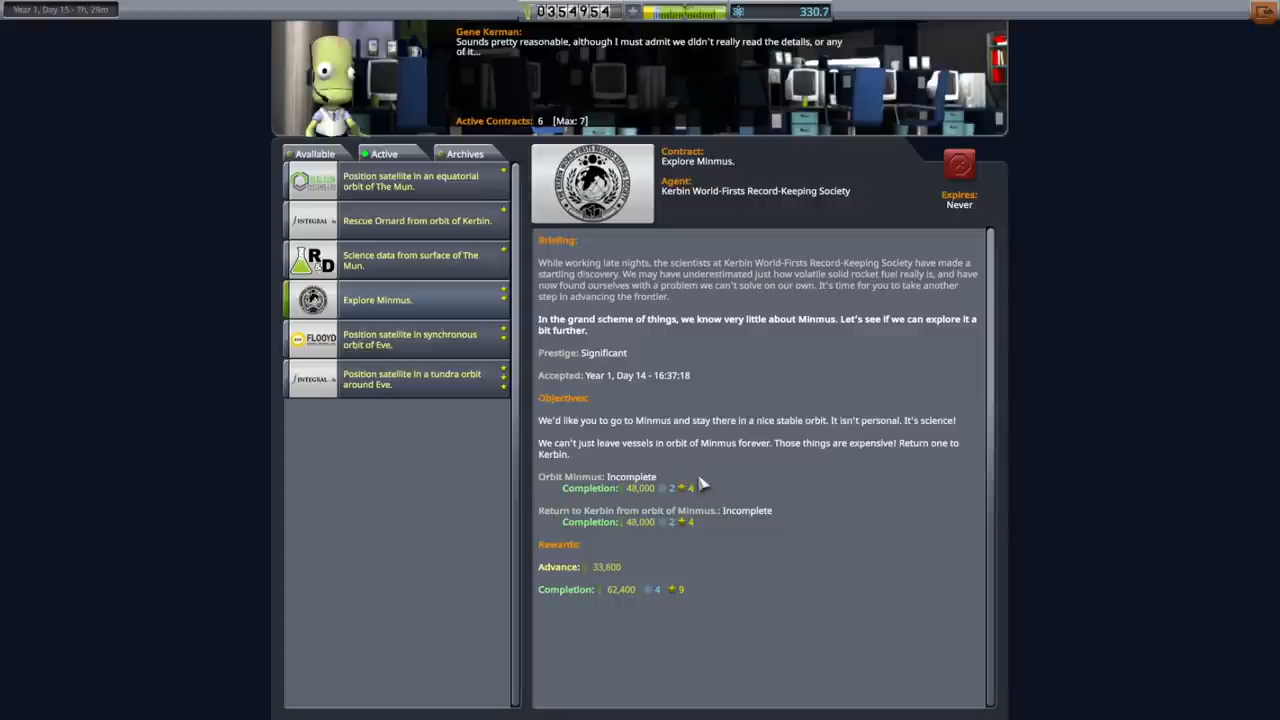 Year 1, Day 15 - 7h, 29m
0354954
330.7
Gene Kerman:
Sounds pretty reasonable, although I must admit we didn't really read the details, or any
of it...
Active Contracts: 6 [Max: 7]
Available
Active
Archives
Position satellite in an equatorial
orbit of The Mun.
INTEGRAL
Rescue Ornard from orbit of Kerbin.
R&D
Science data from surface of The
Mun.
Explore Minmus.
FLOOYD
Position satellite in synchronous
orbit of Eve.
INTEGRAL
Position satellite in a tundra orbit
around Eve.
Contract:
Explore Minmus.
Agent:
Kerbin World-Firsts Record-Keeping Society
Expires:
Never
Briefing:
While working late nights, the scientists at Kerbin World-Firsts Record-Keeping Society have made a
startling discovery. We may have underestimated just how volatile solid rocket fuel really is, and have
now found ourselves with a problem we can't solve on our own. It's time for you to take another
step in advancing the frontier.
In the grand scheme of things, we know very little about Minmus. Let's see if we can explore it a
bit further.
Prestige: Significant
Accepted: Year 1, Day 14 - 16:37:18
Objectives:
We'd like you to go to Minmus and stay there in a nice stable orbit. It isn't personal. It's science!
We can't just leave vessels in orbit of Minmus forever. Those things are expensive! Return one to
Kerbin.
Orbit Minmus: Incomplete
Completion: 48,000 2 4
Return to Kerbin from orbit of Minmus.: Incomplete
Completion: 48,000 2 4
Rewards:
Advance: 33,600
Completion: 62,400 4 9